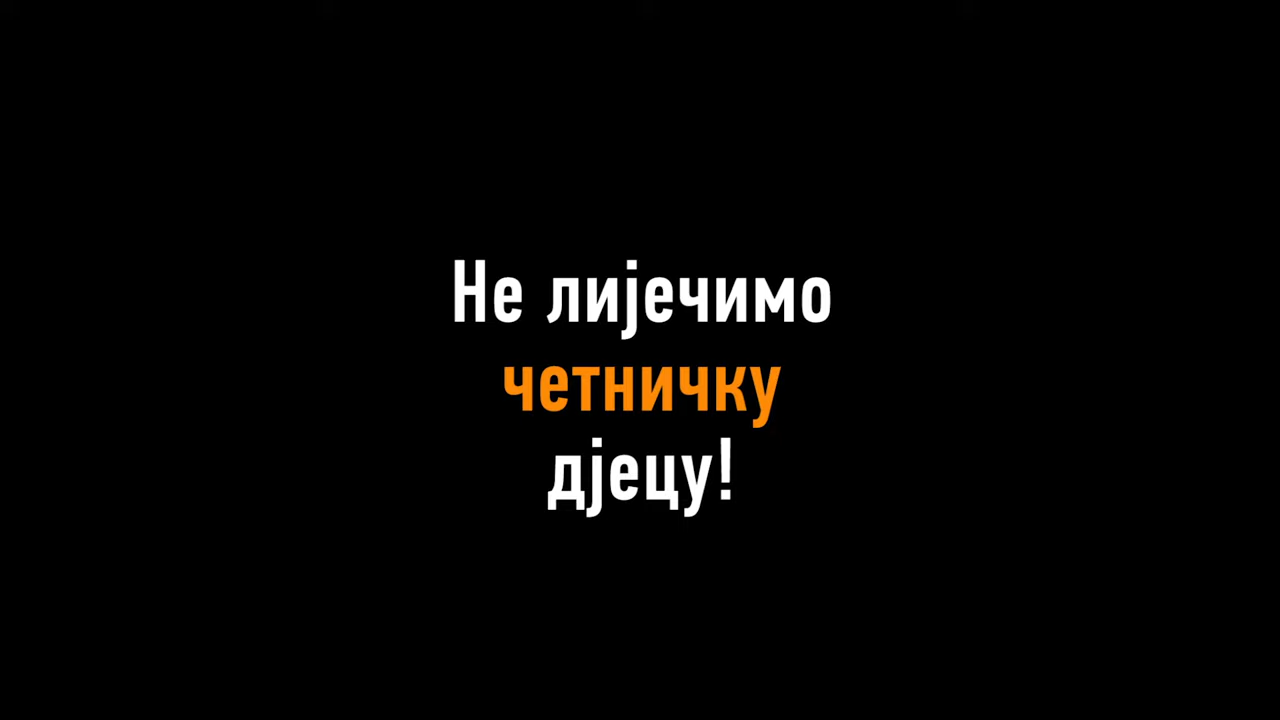 Не лијечимо
четничку
дјецу!